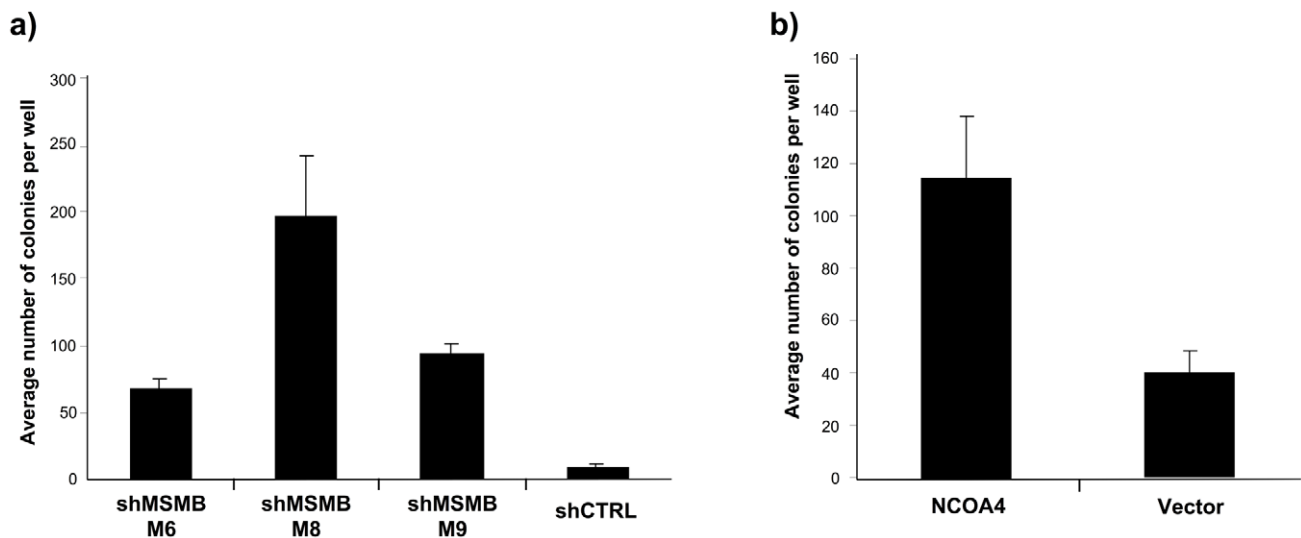 a)
Average number of colonies per well
300
250
200
150
100
50
0
shMSMB
M6
shMSMB
M8
shMSMB
M9
shCTRL
b)
Average number of colonies per well
160
140
120
100
80
60
40
20
0
NCOA4
Vector